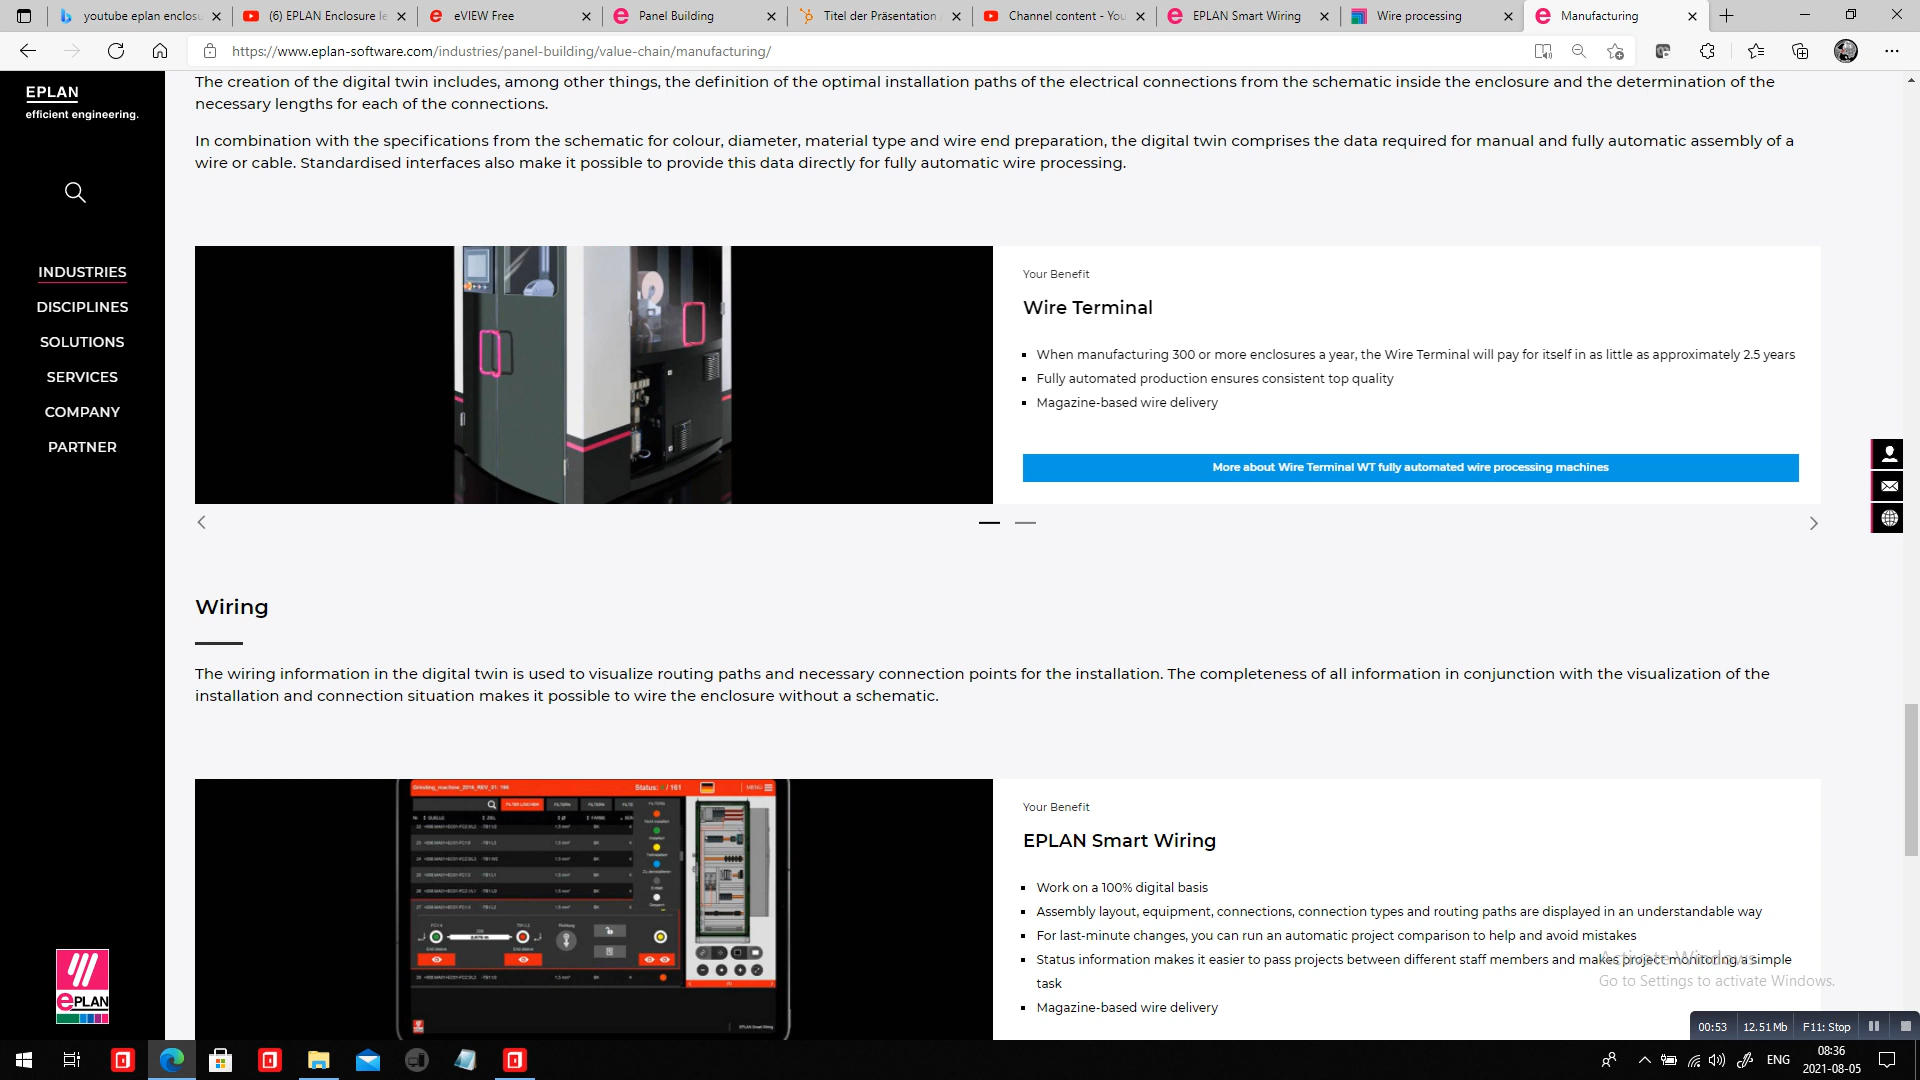 youtube eplan enclosu
(6) EPLAN Enclosure le
eVIEW Free
Panel Building
Titel der Präsentation
Channel content - You
EPLAN Smart Wiring
Wire processing
Manufacturing
https://www.eplan-software.com/industries/panel-building/value-chain/manufacturing/
EPLAN
efficient engineering.
INDUSTRIES
DISCIPLINES
SOLUTIONS
SERVICES
COMPANY
PARTNER
ePLAN
The creation of the digital twin includes, among other things, the definition of the optimal installation paths of the electrical connections from the schematic inside the enclosure and the determination of the
necessary lengths for each of the connections.
In combination with the specifications from the schematic for colour, diameter, material type and wire end preparation, the digital twin comprises the data required for manual and fully automatic assembly of a
wire or cable. Standardised interfaces also make it possible to provide this data directly for fully automatic wire processing.
Your Benefit
Wire Terminal
When manufacturing 300 or more enclosures a year, the Wire Terminal will pay for itself in as little as approximately 2.5 years
Fully automated production ensures consistent top quality
Magazine-based wire delivery
More about Wire Terminal WT fully automated wire processing machines
Wiring
The wiring information in the digital twin is used to visualize routing paths and necessary connection points for the installation. The completeness of all information in conjunction with the visualization of the
installation and connection situation makes it possible to wire the enclosure without a schematic.
Status: / 161
MENU
EPLAN Smart Wiring
Your Benefit
EPLAN Smart Wiring
Work on a 100% digital basis
Assembly layout, equipment, connections, connection types and routing paths are displayed in an understandable way
For last-minute changes, you can run an automatic project comparison to help and avoid mistakes
Status information makes it easier to pass projects between different staff members and makes project monitoring a simple
task
Magazine-based wire delivery
Activate Windows
Go to Settings to activate Windows.
00:53 12.51 Mb F11: Stop
ENG
08:36
2021-08-05